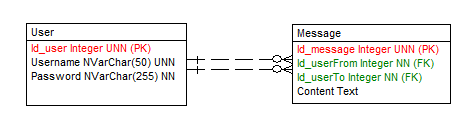 User
Id_user Integer UNN (PK)
Username NVarChar(50) UNN
Password NVarChar(255) NN
Message
Id_message Integer UNN (PK)
Id_userFrom Integer NN (FK)
Id_userTo Integer NN (FK)
Content Text